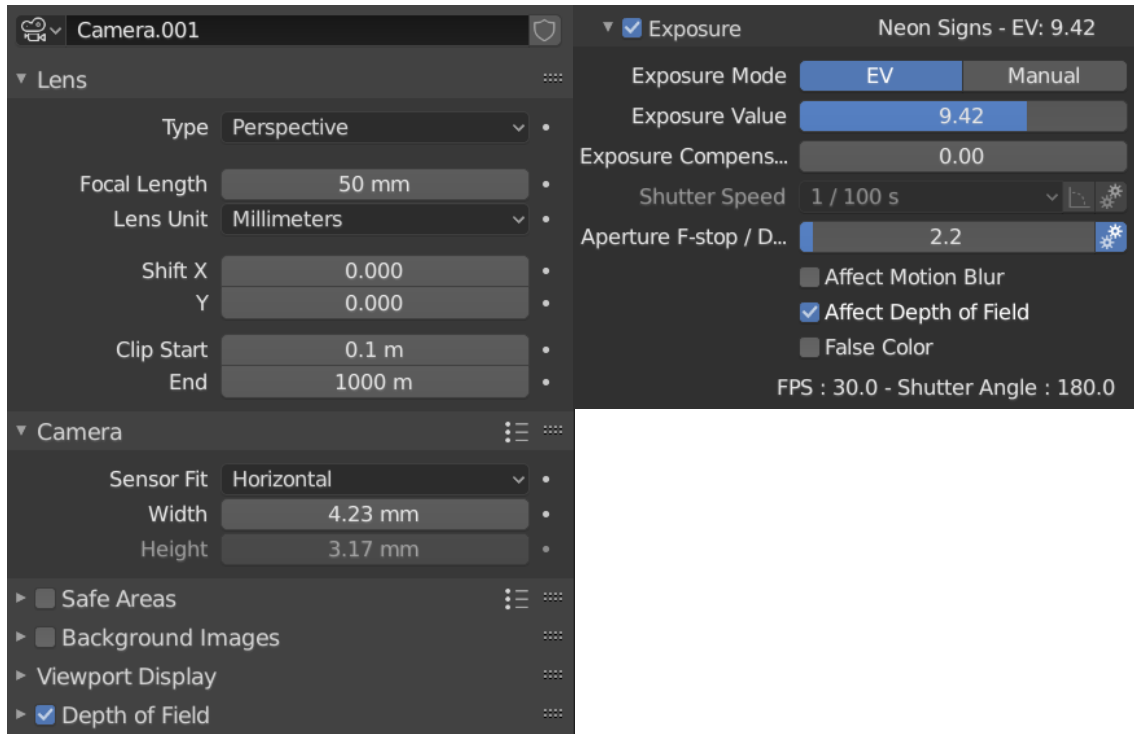 Camera.001
Lens
Type Perspective
Focal Length 50 mm
Lens Unit Millimeters
Shift X 0.000
Y 0.000
Clip Start 0.1 m
End 1000 m
Camera
Sensor Fit Horizontal
Width 4.23 mm
Height 3.17 mm
Safe Areas
Background Images
Viewport Display
Depth of Field
Exposure Neon Signs - EV: 9.42
Exposure Mode EV Manual
Exposure Value 9.42
Exposure Compens... 0.00
Shutter Speed 1 / 100 s
Aperture F-stop / D... 2.2
Affect Motion Blur
Affect Depth of Field
False Color
FPS : 30.0 - Shutter Angle : 180.0